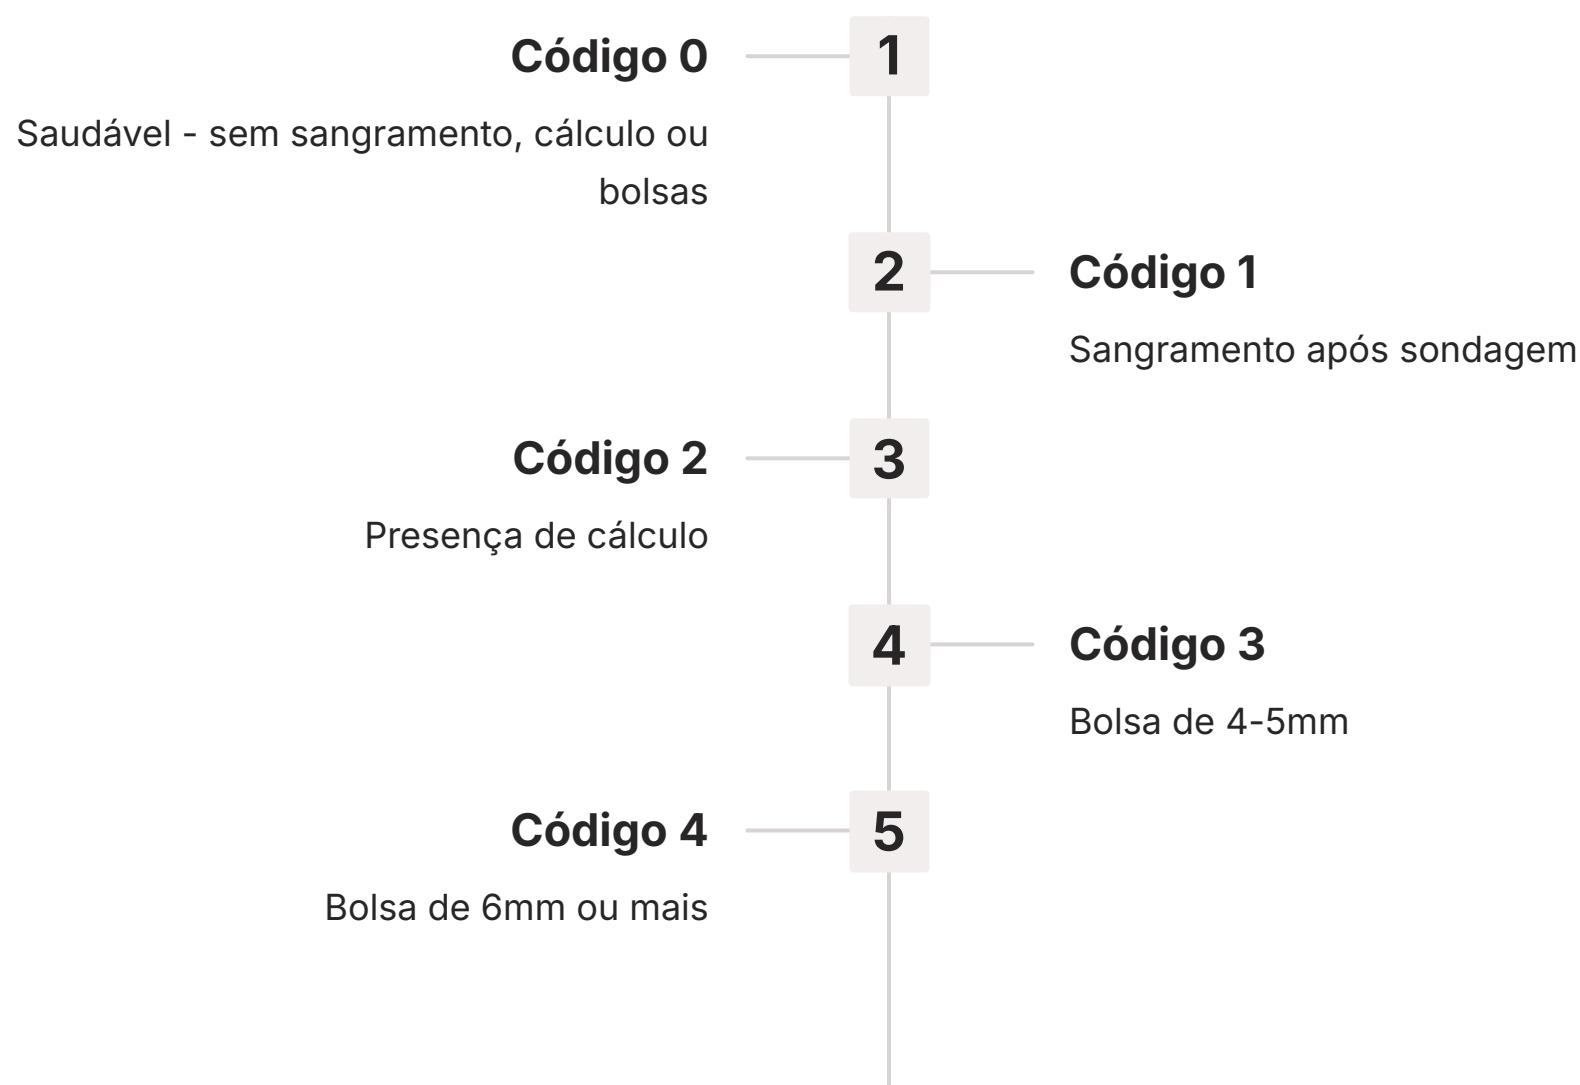 Código 0
1
Saudável - sem sangramento, cálculo ou
bolsas
2
Código 1
Sangramento após sondagem
Código 2
3
Presença de cálculo
4
Código 3
Bolsa de 4-5mm
Código 4
5
Bolsa de 6mm ou mais